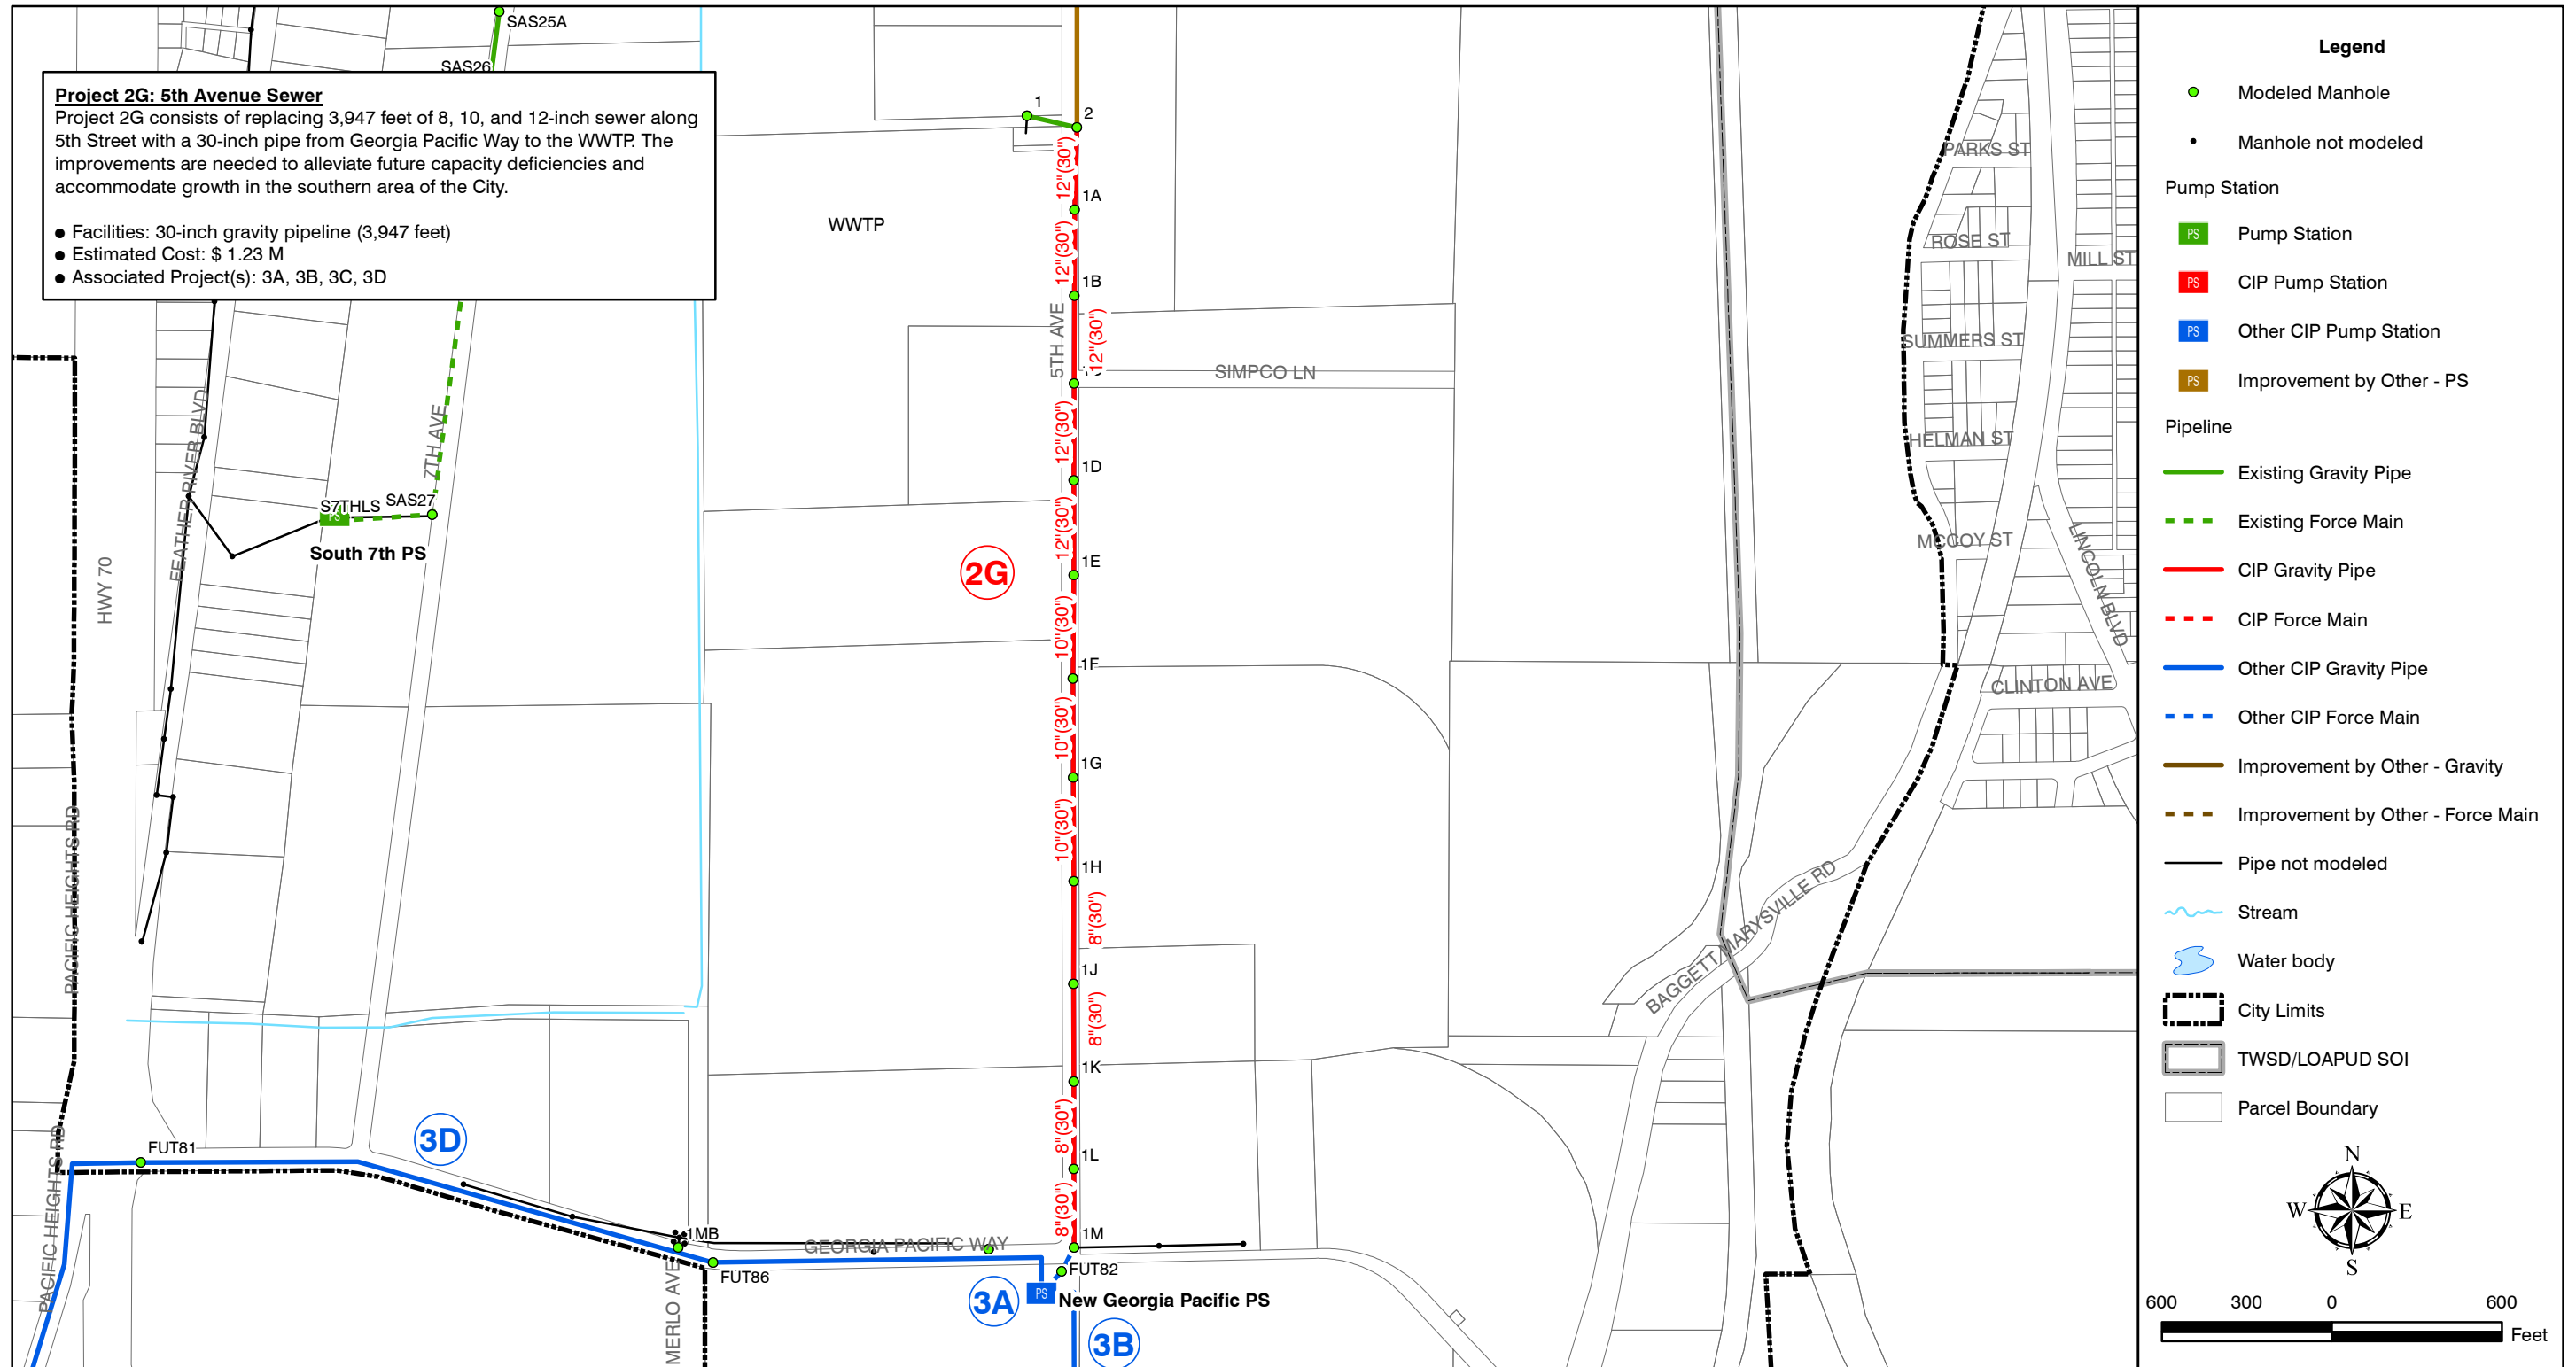 SAS25A
SAS26
Project 2G: 5th Avenue Sewer
Project 2G consists of replacing 3,947 feet of 8, 10, and 12-inch sewer along
5th Street with a 30-inch pipe from Georgia Pacific Way to the WWTP. The
improvements are needed to alleviate future capacity deficiencies and
accommodate growth in the southern area of the City.
● Facilities: 30-inch gravity pipeline (3,947 feet)
● Estimated Cost: $ 1.23 M
● Associated Project(s): 3A, 3B, 3C, 3D
1
2
12"(30")
1A
WWTP
12"(30")
1B
5TH AVE
12"(30")
SIMPCO LN
12"(30")
1D
12"(30")
1E
2G
10"(30")
1F
10"(30")
1G
10"(30")
1H
8"(30")
1J
8"(30")
1K
8"(30")
1L
8"(30")
1M
FEATHER RIVER BLVD
7TH AVE
S7THLS
SAS27
PS
South 7th PS
HWY 70
PACIFIC HEIGHTS RD
PACIFIC HEIGHTS RD
FUT81
3D
1MB
GEORGIA PACIFIC WAY
FUT86
MERLO AVE
FUT82
PS
3A
New Georgia Pacific PS
3B
PARKS ST
ROSE ST
MILL ST
SUMMERS ST
HELMAN ST
MCCOY ST
LINCOLN BLVD
CLINTON AVE
BAGGETT MARYSVILLE RD
Legend
Modeled Manhole
Manhole not modeled
Pump Station
PS Pump Station
PS CIP Pump Station
PS Other CIP Pump Station
PS Improvement by Other - PS
Pipeline
Existing Gravity Pipe
Existing Force Main
CIP Gravity Pipe
CIP Force Main
Other CIP Gravity Pipe
Other CIP Force Main
Improvement by Other - Gravity
Improvement by Other - Force Main
Pipe not modeled
Stream
Water body
City Limits
TWSD/LOAPUD SOI
Parcel Boundary
N
W E
S
600 300 0 600
Feet